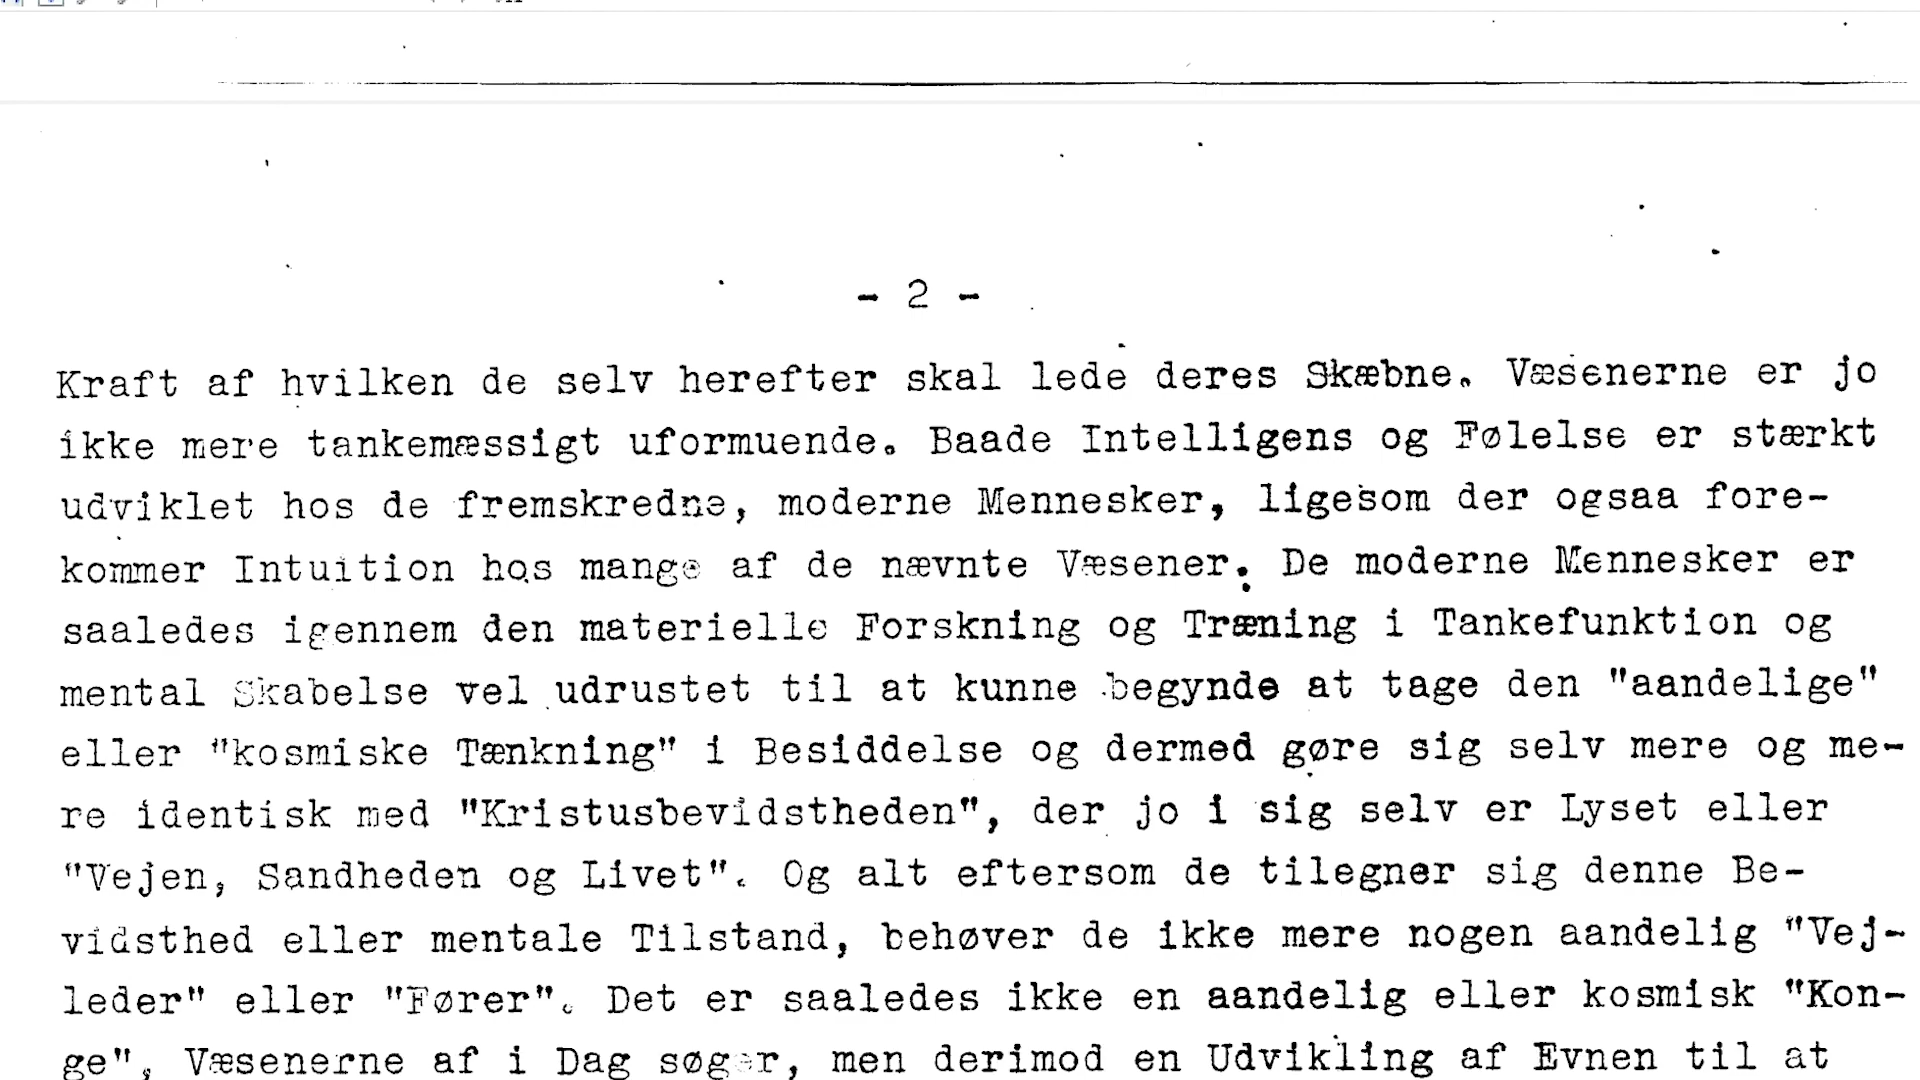 - 2 -
Kraft af hvilken de selv herefter skal lede deres Skæbne. Væsenerne er jo
ikke mere tankemæssigt uformuende. Baade Intelligens og Følelse er stærkt
udviklet hos de fremskredne, moderne Mennesker, ligesom der ogsaa fore-
kommer Intuition hos mange af de nævnte Væsener. De moderne Mennesker er
saaledes igennem den materielle Forskning og Træning i Tankefunktion og
mental Skabelse vel udrustet til at kunne begynde at tage den "aandelige"
eller "kosmiske Tænkning" i Besiddelse og dermed gøre sig selv mere og me-
re identisk med "Kristusbevidstheden", der jo i sig selv er Lyset eller
"Vejen, Sandheden og Livet". Og alt eftersom de tilegner sig denne Be-
vidsthed eller mentale Tilstand, behøver de ikke mere nogen aandelig "Vej-
leder" eller "Fører". Det er saaledes ikke en aandelig eller kosmisk "Kon-
ge", Væsenerne af i Dag søger, men derimod en Udvikling af Evnen til at